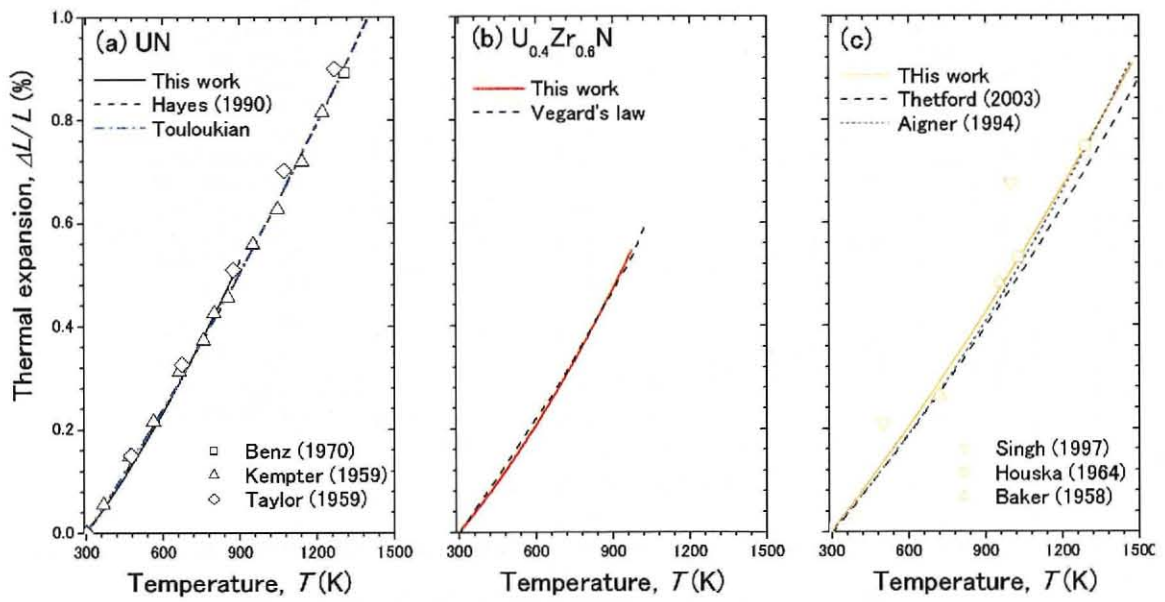 Thermal expansion, ΔL/L (%)
1.0
0.8
0.6
0.4
0.2
0.0
(a) UN
This work
Hayes (1990)
Touloukian
Benz (1970)
Kempter (1959)
Taylor (1959)
300 600 900 1200 1500
Temperature, T(K)
(b) U0.4Zr0.6N
This work
Vegard's law
300 600 900 1200 1500
Temperature, T(K)
(c)
THis work
Thetford (2003)
Aigner (1994)
Singh (1997)
Houska (1964)
Baker (1958)
300 600 900 1200 1500
Temperature, T(K)